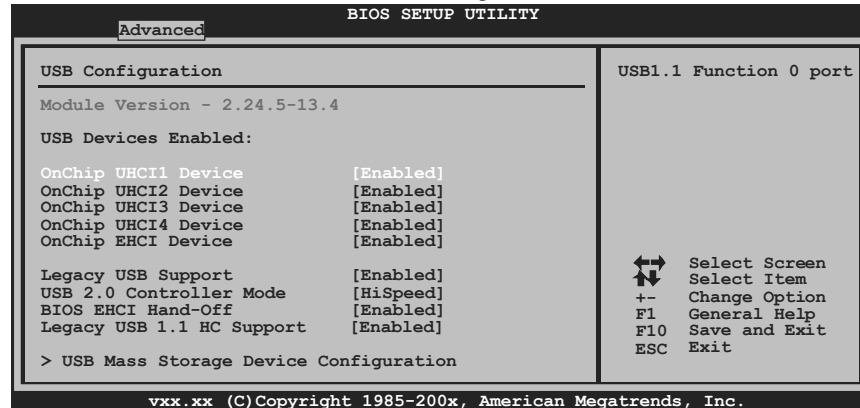 BIOS SETUP UTILITY
Advanced
USB Configuration
Module Version - 2.24.5-13.4
USB Devices Enabled:
OnChip UHCI1 Device [Enabled]
OnChip UHCI2 Device [Enabled]
OnChip UHCI3 Device [Enabled]
OnChip UHCI4 Device [Enabled]
OnChip EHCI Device [Enabled]
Legacy USB Support [Enabled]
USB 2.0 Controller Mode [HiSpeed]
BIOS EHCI Hand-Off [Enabled]
Legacy USB 1.1 HC Support [Enabled]
> USB Mass Storage Device Configuration
USB1.1 Function 0 port
Select Screen
Select Item
+- Change Option
F1 General Help
F10 Save and Exit
ESC Exit
vxx.xx (C)Copyright 1985-200x, American Megatrends, Inc.